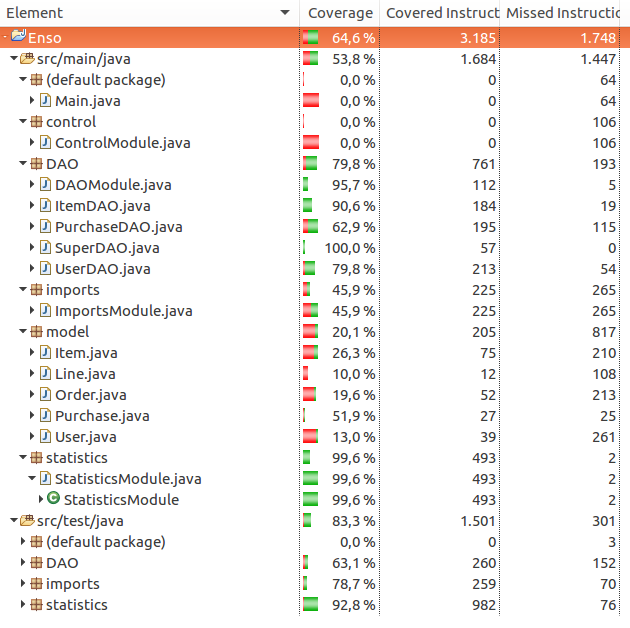 Element Coverage Covered Instruct Missed Instructio
Enso 64,6 % 3.185 1.748
src/main/java 53,8 % 1.684 1.447
(default package) 0,0 % 0 64
Main.java 0,0 % 0 64
control 0,0 % 0 106
ControlModule.java 0,0 % 0 106
DAO 79,8 % 761 193
DAOModule.java 95,7 % 112 5
ItemDAO.java 90,6 % 184 19
PurchaseDAO.java 62,9 % 195 115
SuperDAO.java 100,0 % 57 0
UserDAO.java 79,8 % 213 54
imports 45,9 % 225 265
ImportsModule.java 45,9 % 225 265
model 20,1 % 205 817
Item.java 26,3 % 75 210
Line.java 10,0 % 12 108
Order.java 19,6 % 52 213
Purchase.java 51,9 % 27 25
User.java 13,0 % 39 261
statistics 99,6 % 493 2
StatisticsModule.java 99,6 % 493 2
StatisticsModule 99,6 % 493 2
src/test/java 83,3 % 1.501 301
(default package) 0,0 % 0 3
DAO 63,1 % 260 152
imports 78,7 % 259 70
statistics 92,8 % 982 76